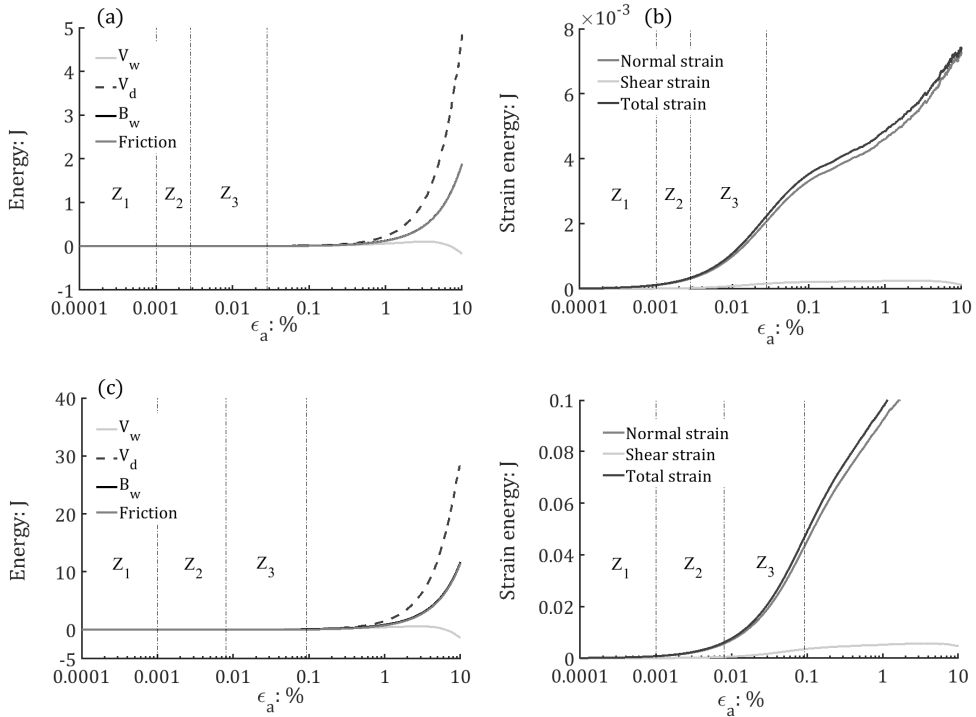 (a)
5
4
3
2
1
0
-1
Energy: J
V_w
V_d
B_w
Friction
Z_1
Z_2
Z_3
0.0001
0.001
0.01
0.1
1
10
ϵ_a: %
(b)
×10^-3
8
6
4
2
0
Strain energy: J
Normal strain
Shear strain
Total strain
Z_1
Z_2
Z_3
0.0001
0.001
0.01
0.1
1
10
ϵ_a: %
(c)
40
30
20
10
0
-5
Energy: J
V_w
V_d
B_w
Friction
Z_1
Z_2
Z_3
0.0001
0.001
0.01
0.1
1
10
ϵ_a: %
0.1
0.08
0.06
0.04
0.02
0
Strain energy: J
Normal strain
Shear strain
Total strain
Z_1
Z_2
Z_3
0.0001
0.001
0.01
0.1
1
10
ϵ_a: %